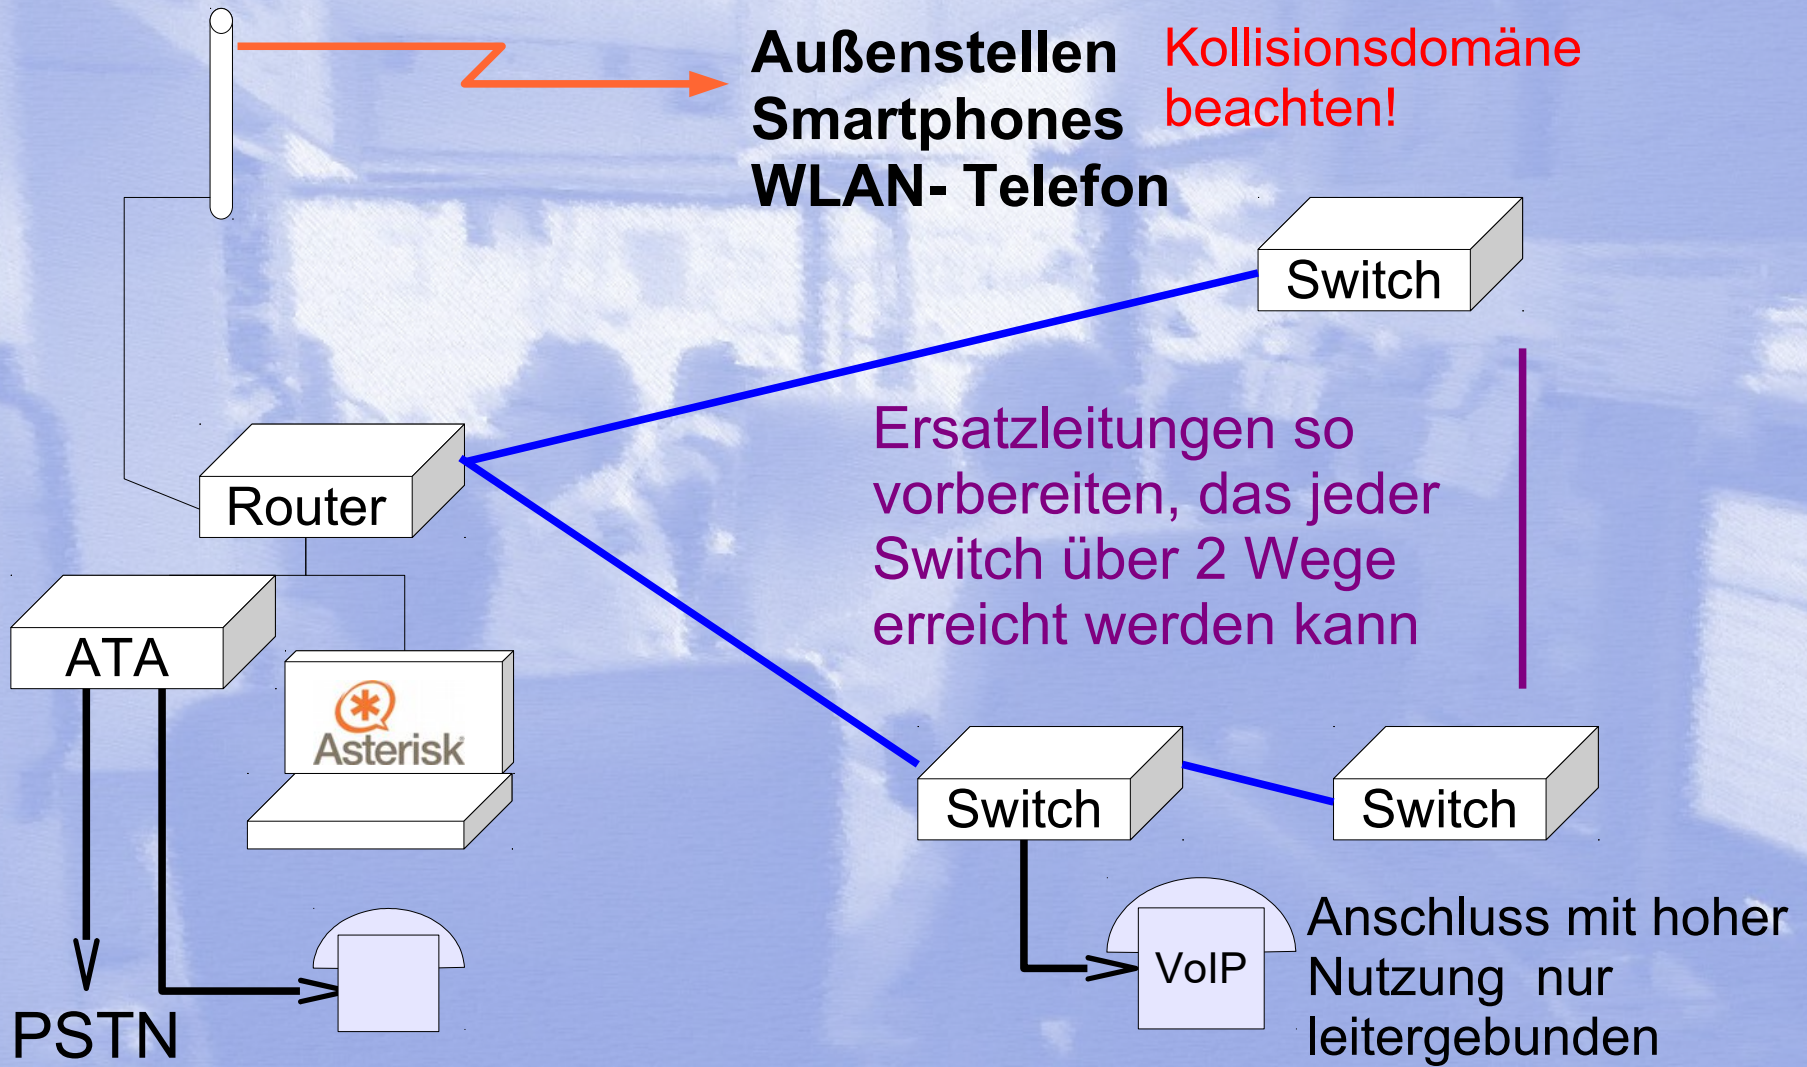 Außenstellen
Smartphones
WLAN- Telefon
Kollisionsdomäne
beachten!
Switch
Ersatzleitungen so
vorbereiten, das jeder
Switch über 2 Wege
erreicht werden kann
Router
ATA
Asterisk
Switch
Switch
VoIP
Anschluss mit hoher
Nutzung nur
leitergebunden
PSTN